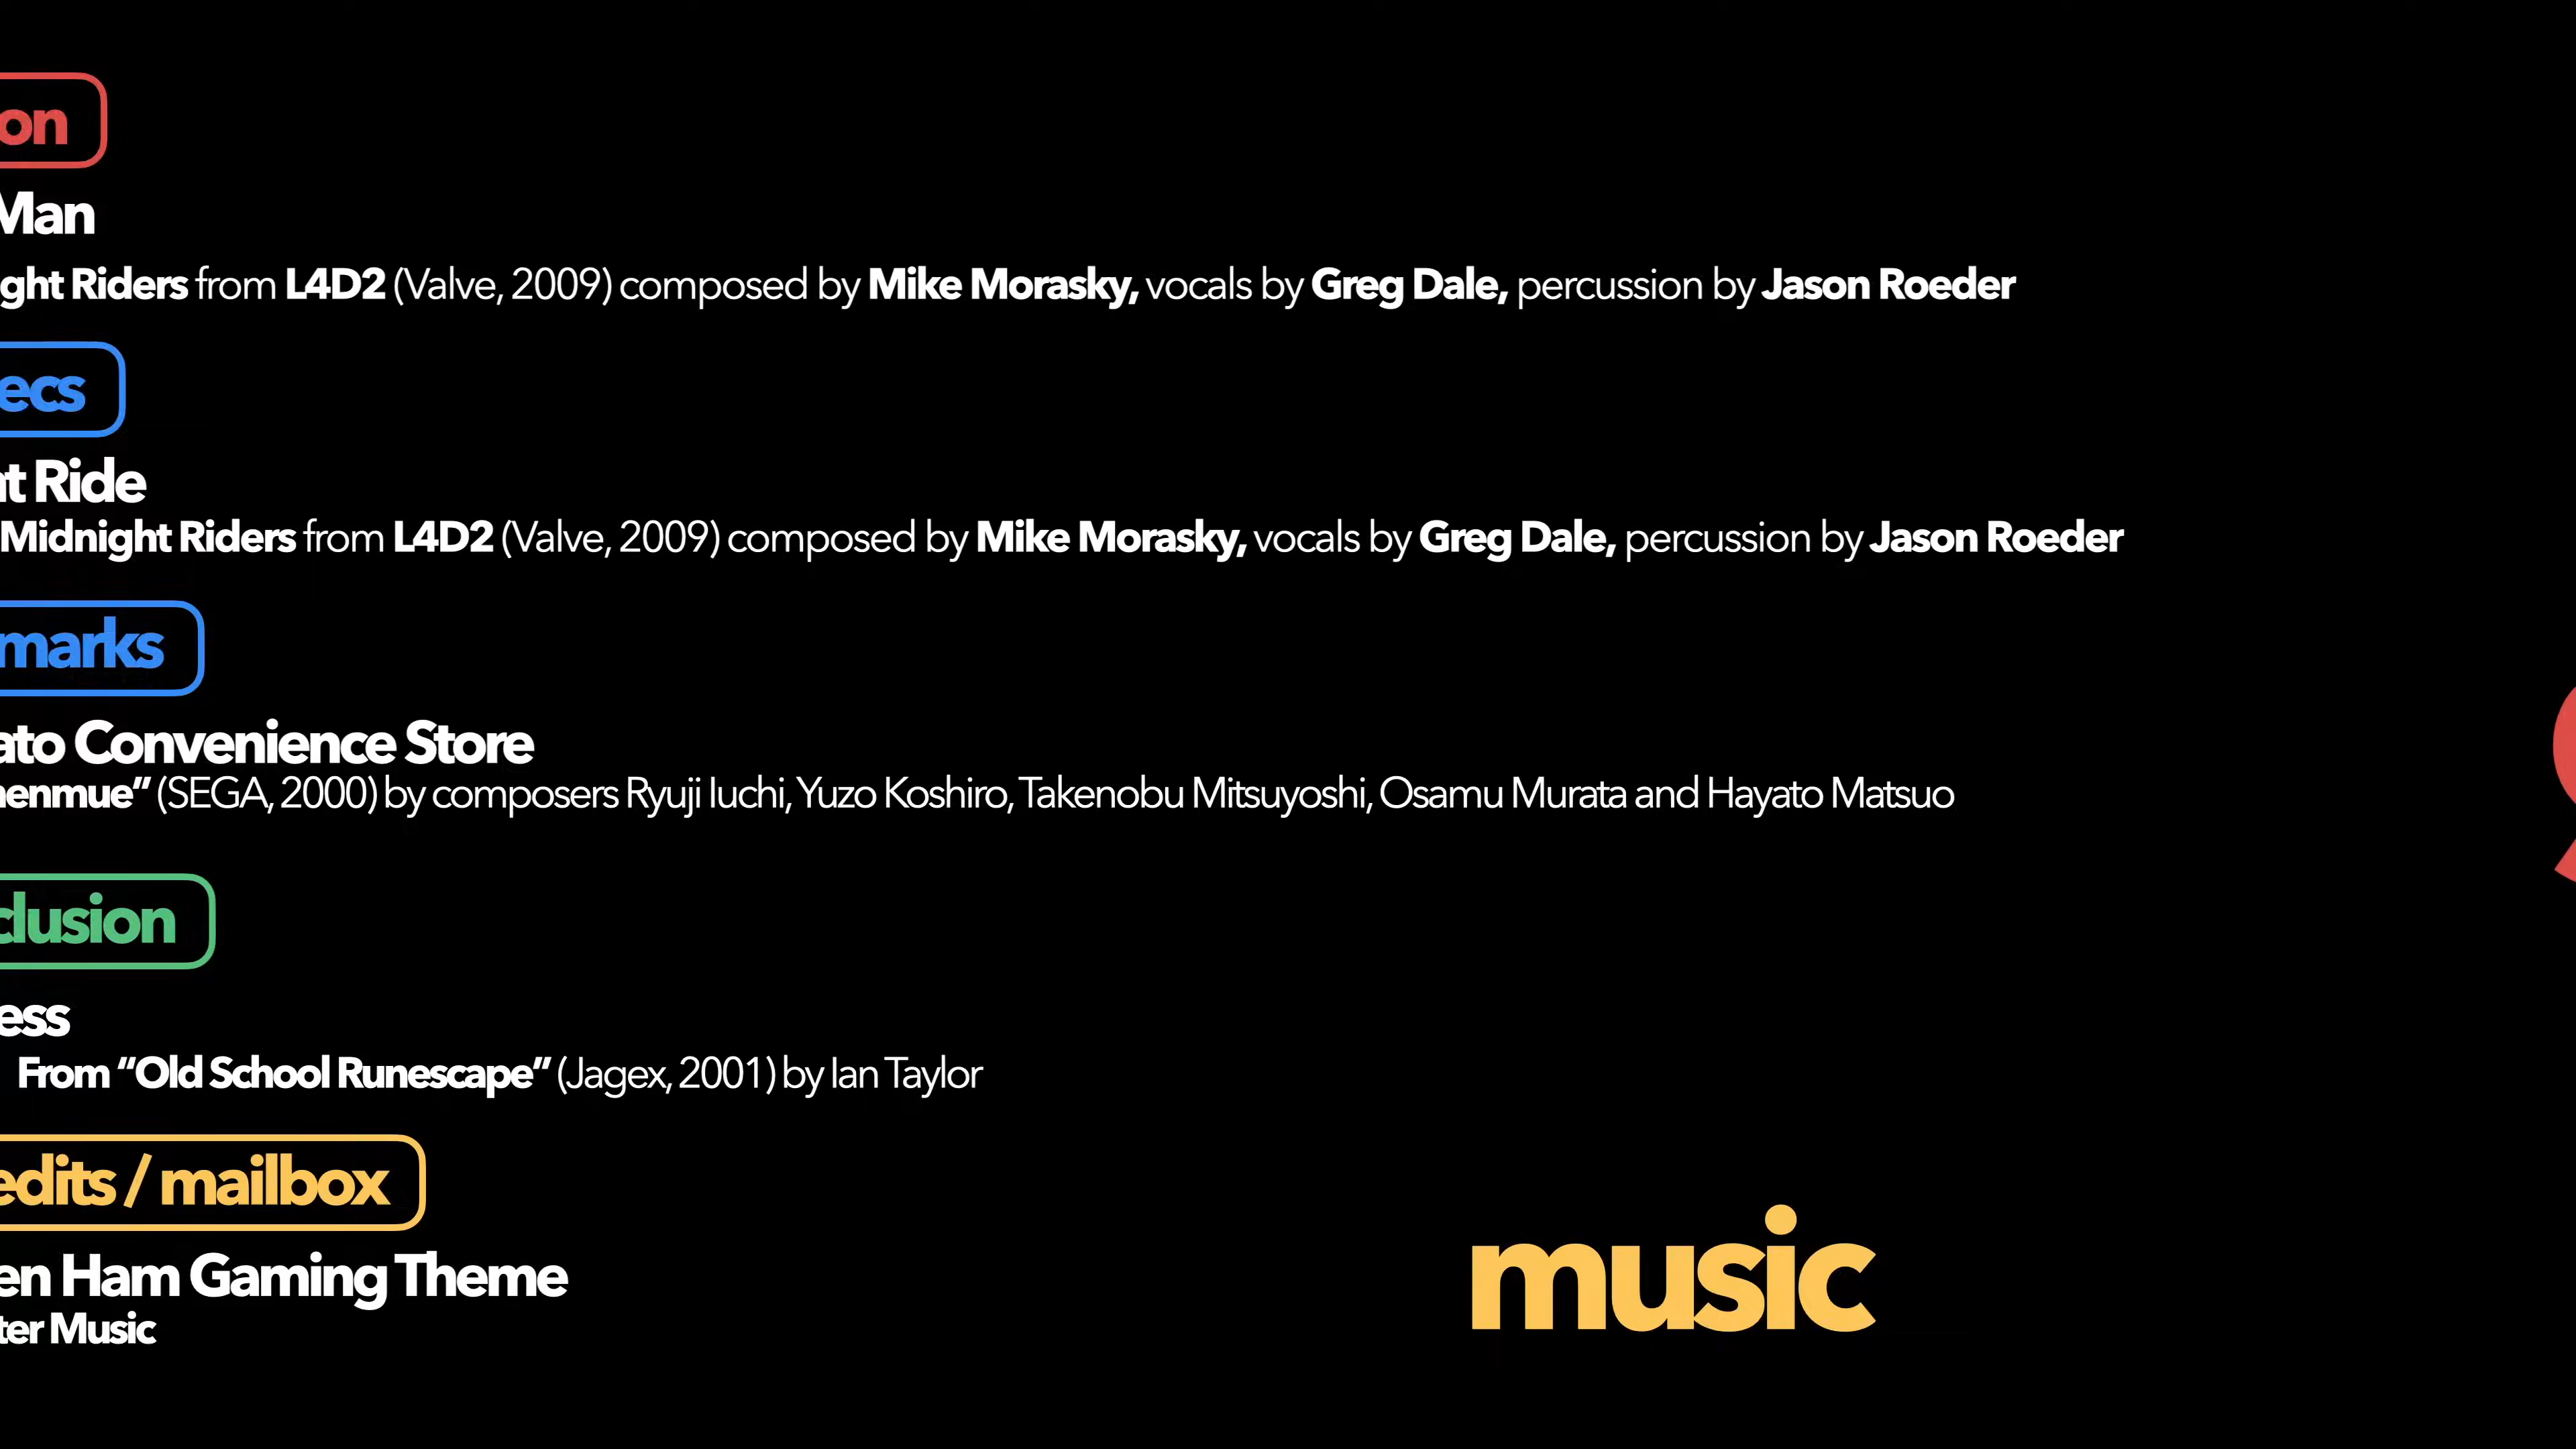 on
Man
ght Riders from L4D2 (Valve, 2009) composed by Mike Morasky, vocals by Greg Dale, percussion by Jason Roeder
ecs
t Ride
Midnight Riders from L4D2 (Valve, 2009) composed by Mike Morasky, vocals by Greg Dale, percussion by Jason Roeder
marks
ato Convenience Store
enmue” (SEGA, 2000) by composers Ryuji Iuchi, Yuzo Koshiro, Takenobu Mitsuyoshi, Osamu Murata and Hayato Matsuo
clusion
ess
From “Old School Runescape” (Jagex, 2001) by Ian Taylor
edits / mailbox
en Ham Gaming Theme
ter Music
music